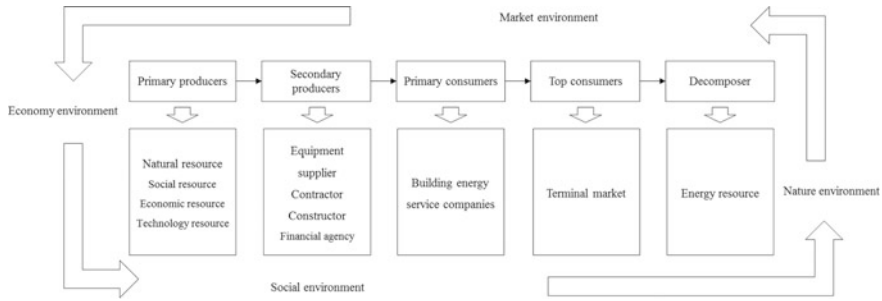 Market environment
Primary producers
Secondary
producers
Primary consumers
Top consumers
Decomposer
Economy environment
Natural resource
Social resource
Economic resource
Technology resource
Equipment
supplier
Contractor
Constructor
Financial agency
Building energy
service companies
Terminal market
Energy resource
Nature environment
Social environment